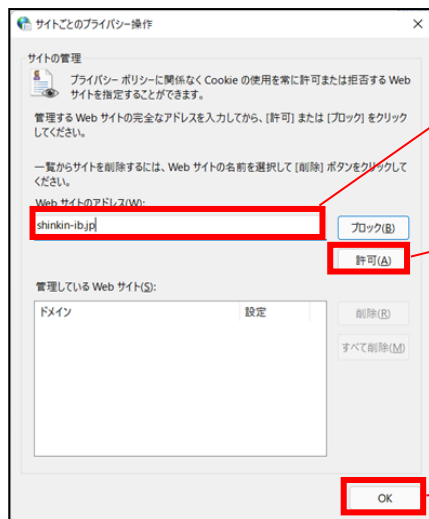 サイトごとのプライバシー操作
サイトの管理
プライバシー ポリシーに関係なく Cookie の使用を常に許可または拒否する Web
サイトを指定することができます。
管理する Web サイトの完全なアドレスを入力してから、[許可] または [ブロック] をクリック
してください。
一覧からサイトを削除するには、Web サイトの名前を選択して [削除] ボタンをクリックして
ください。
Web サイトのアドレス(W):
shinkin-ib.jp
ブロック(B)
許可(A)
管理している Web サイト(S):
ドメイン 設定
削除(R)
すべて削除(M)
OK